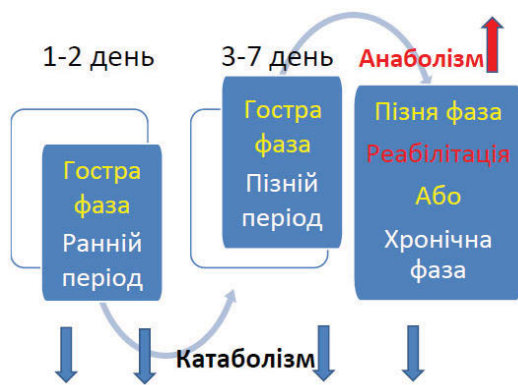 1-2 день
Гостра
фаза
Ранній
період
3-7 день
Гостра
фаза
Пізній
період
Анаболізм
Пізня фаза
Реабілітація
Або
Хронічна
фаза
Катаболізм